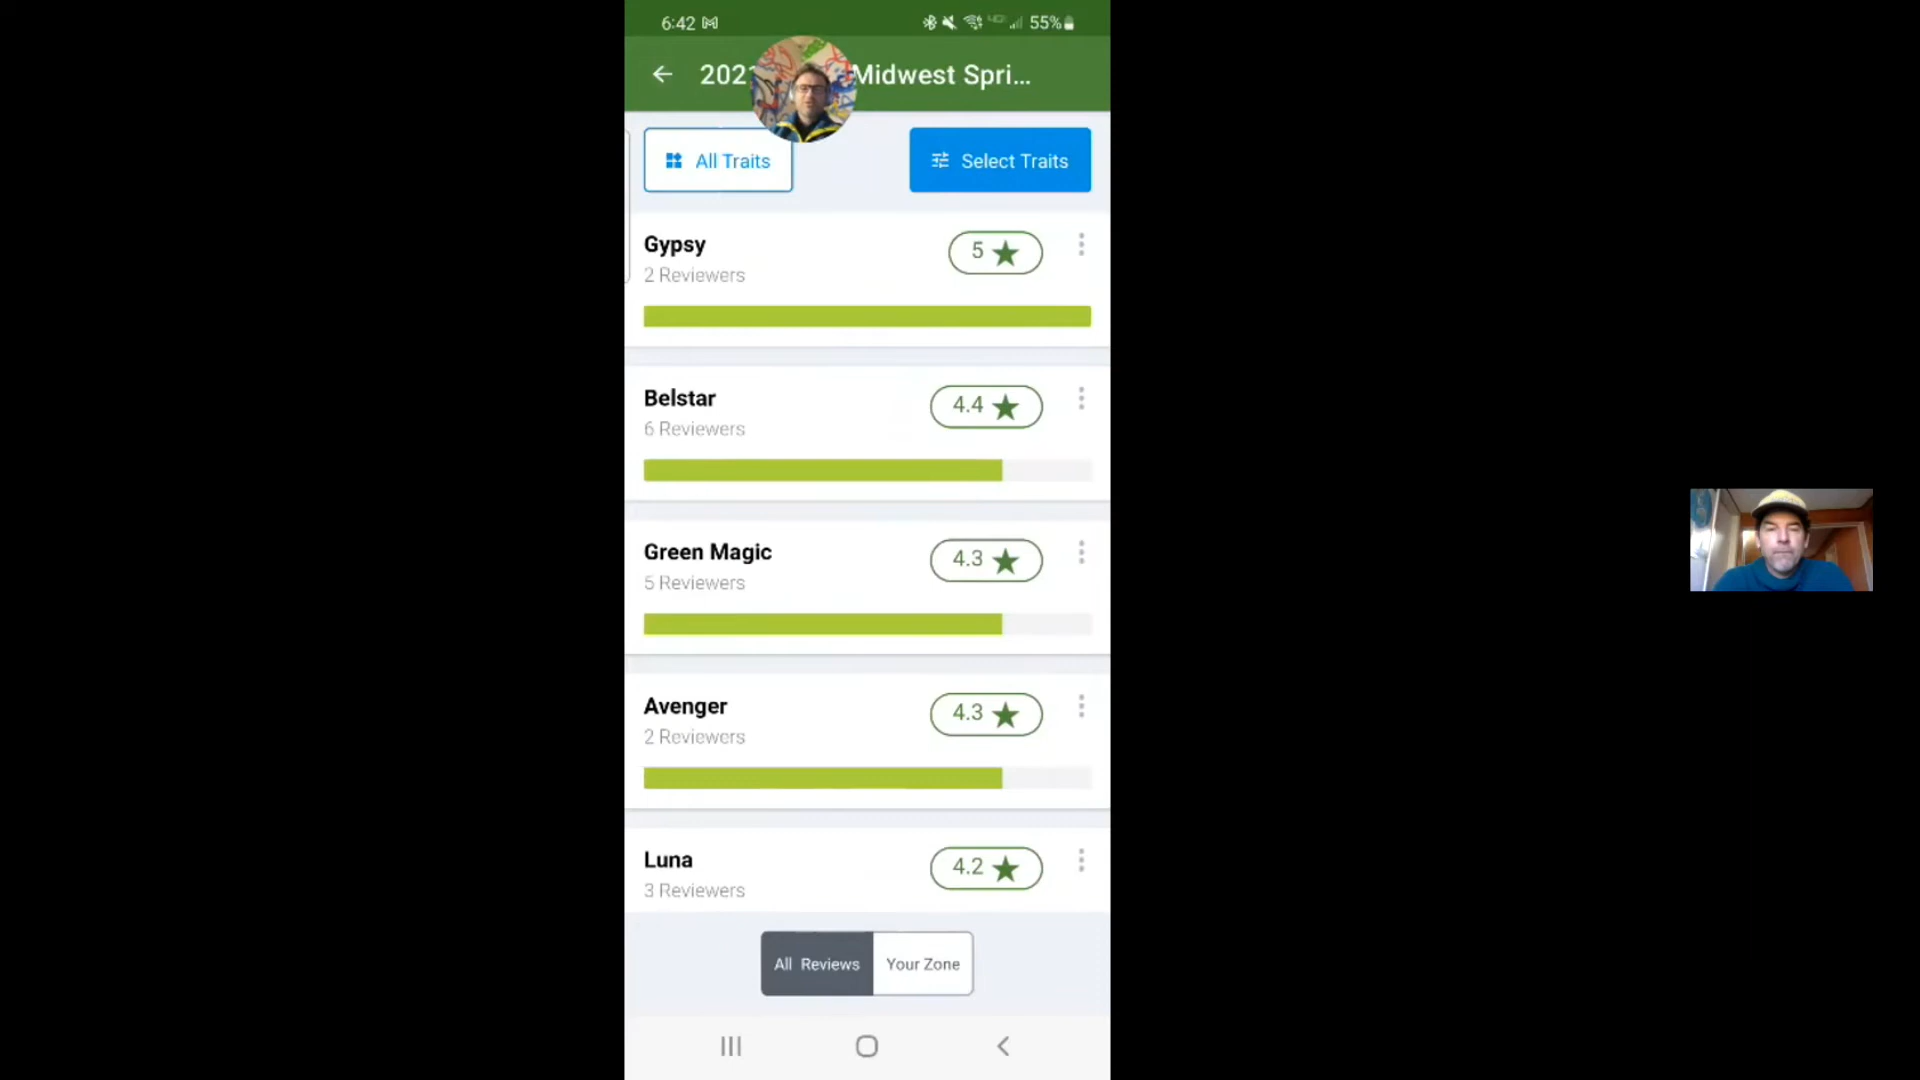 6:42 55%
2021 Midwest Spri...
All Traits Select Traits
Gypsy 5
2 Reviewers
Belstar 4.4
6 Reviewers
Green Magic 4.3
5 Reviewers
Avenger 4.3
2 Reviewers
Luna 4.2
3 Reviewers
All Reviews Your Zone